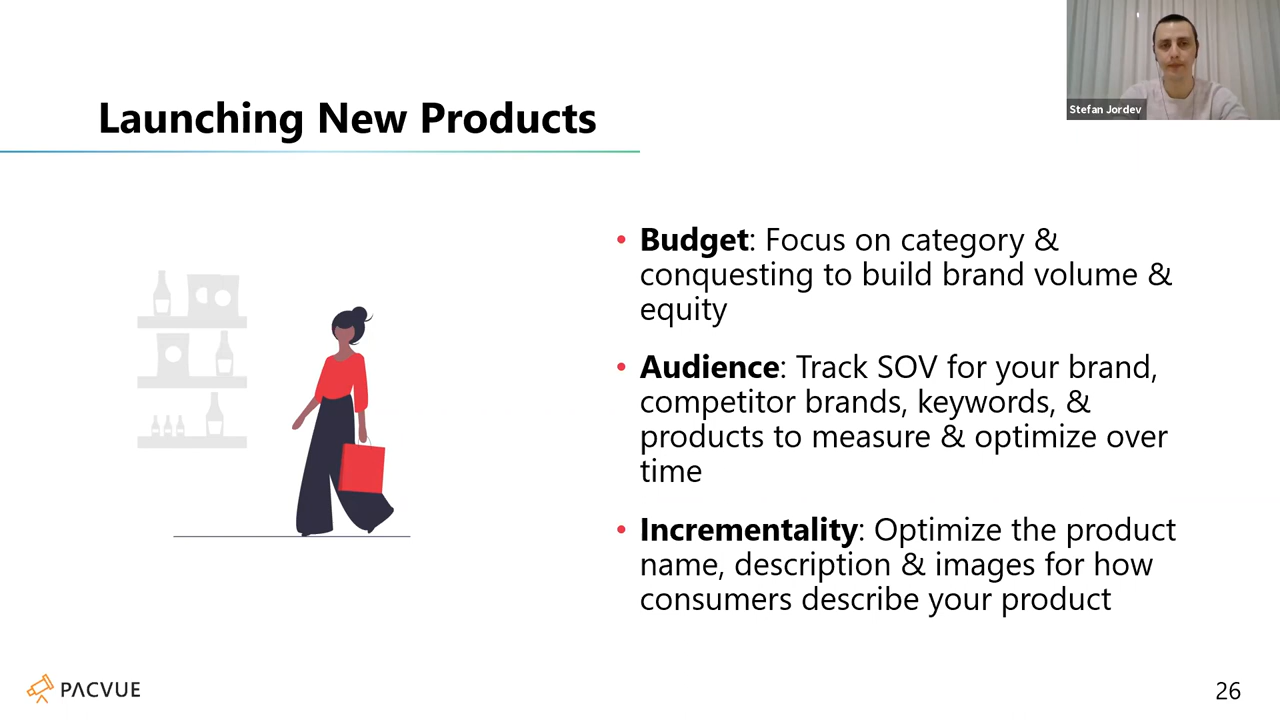 Stefan Jordev
Launching New Products
• Budget: Focus on category &
conquesting to build brand volume &
equity
• Audience: Track SOV for your brand,
competitor brands, keywords, &
products to measure & optimize over
time
• Incrementality: Optimize the product
name, description & images for how
consumers describe your product
PACVUE
26